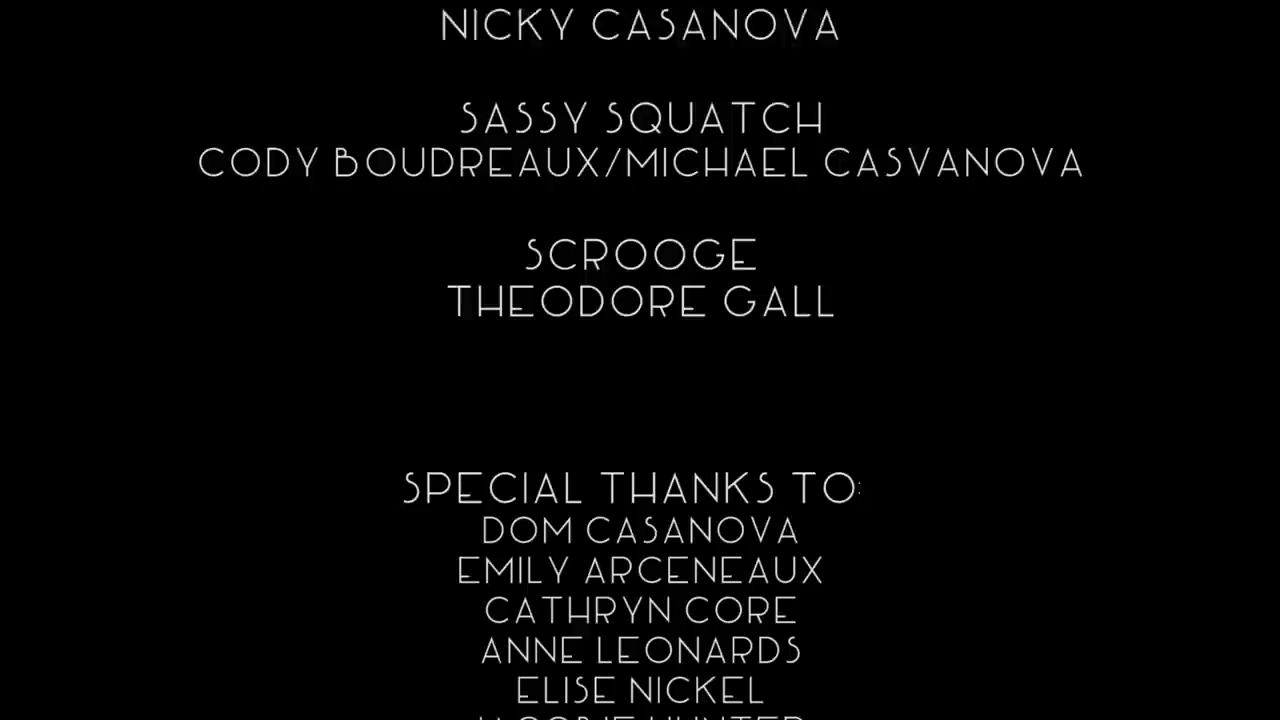 NICKY CASANOVA
SASSY SQUATCH
CODY BOUDREAUX/MICHAEL CASVANOVA
SCROOGE
THEODORE GALL
SPECIAL THANKS TO:
DOM CASANOVA
EMILY ARCENEAUX
CATHRYN CORE
ANNE LEONARDS
ELISE NICKEL